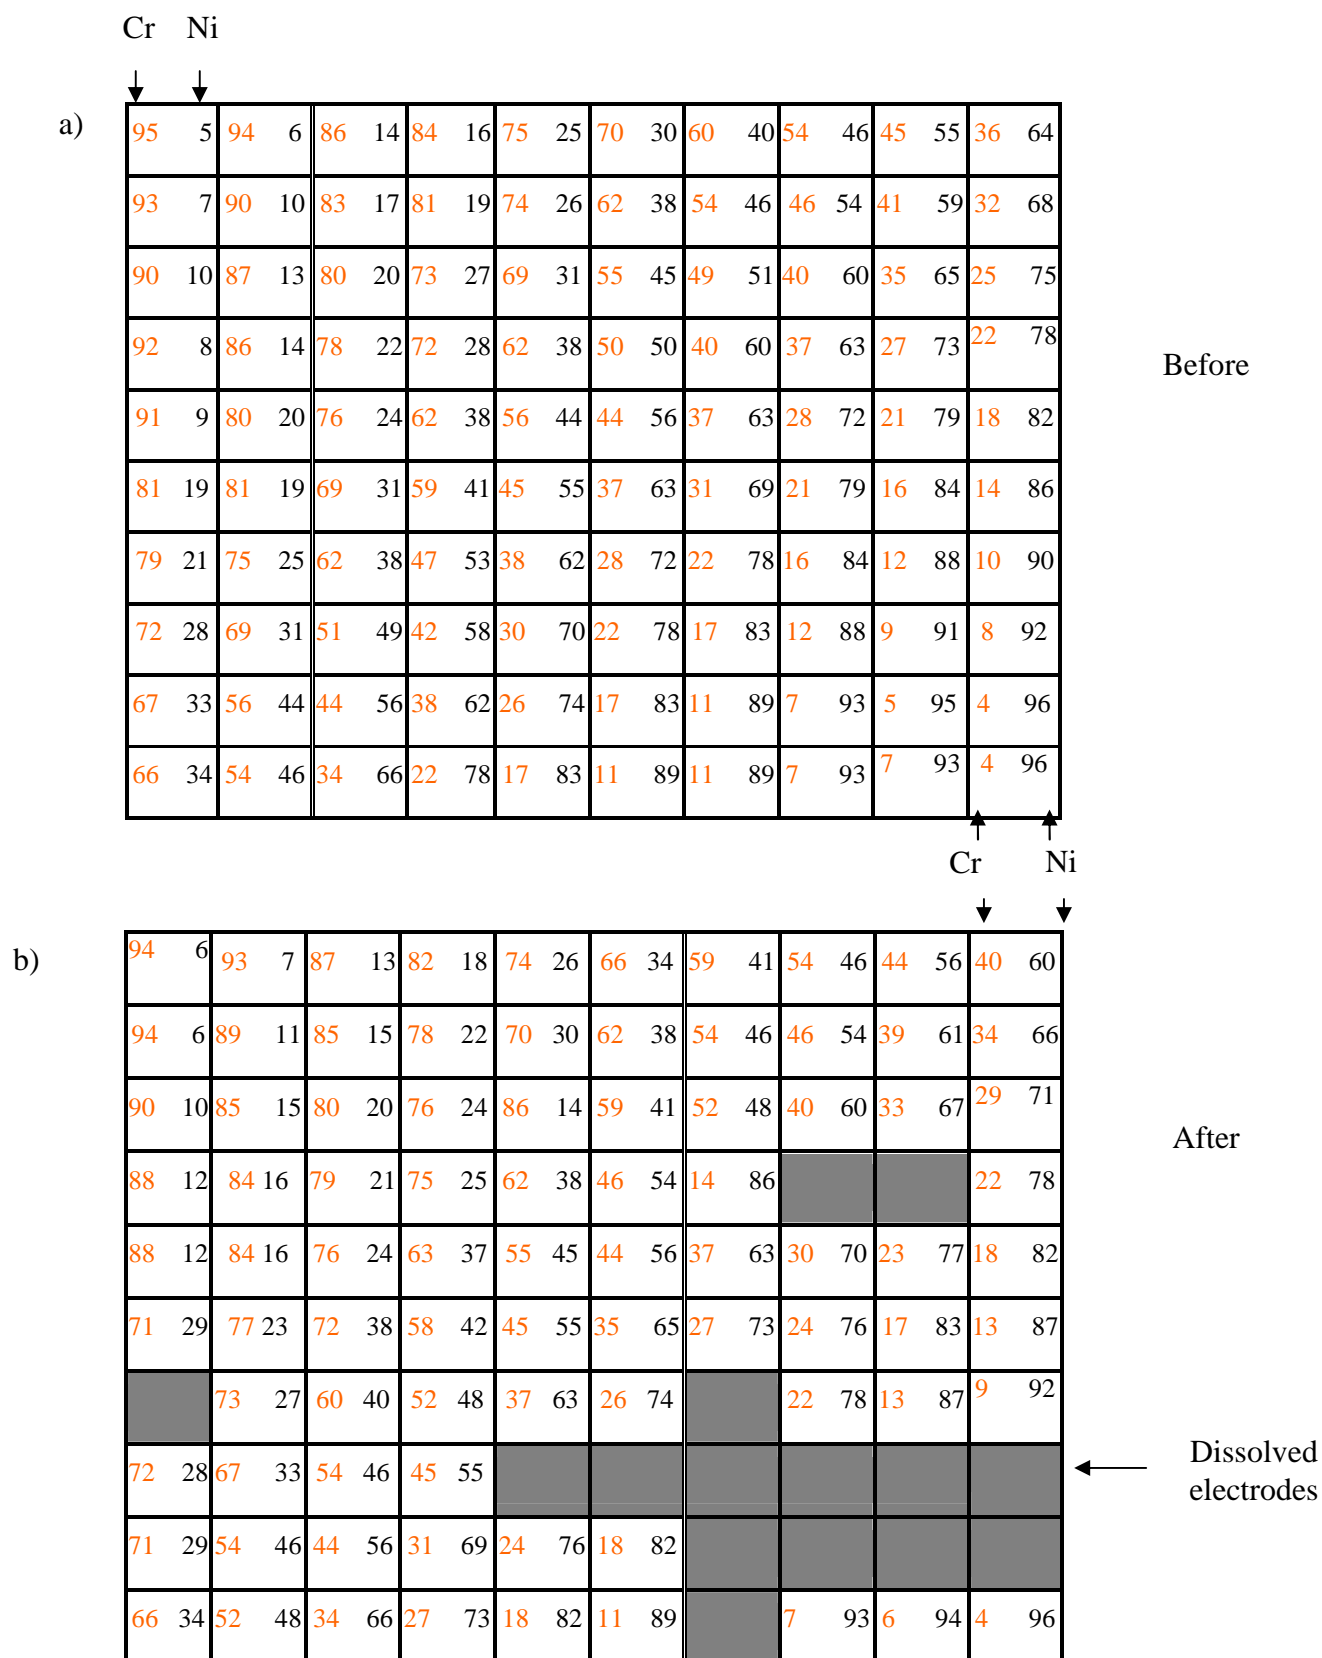 Cr Ni
a)
95 5 94 6 86 14 84 16 75 25 70 30 60 40 54 46 45 55 36 64
93 7 90 10 83 17 81 19 74 26 62 38 54 46 46 54 41 59 32 68
90 10 87 13 80 20 73 27 69 31 55 45 49 51 40 60 35 65 25 75
92 8 86 14 78 22 72 28 62 38 50 50 40 60 37 63 27 73 22 78
Before
91 9 80 20 76 24 62 38 56 44 44 56 37 63 28 72 21 79 18 82
81 19 81 19 69 31 59 41 45 55 37 63 31 69 21 79 16 84 14 86
79 21 75 25 62 38 47 53 38 62 28 72 22 78 16 84 12 88 10 90
72 28 69 31 51 49 42 58 30 70 22 78 17 83 12 88 9 91 8 92
67 33 56 44 44 56 38 62 26 74 17 83 11 89 7 93 5 95 4 96
66 34 54 46 34 66 22 78 17 83 11 89 11 89 7 93 7 93 4 96
Cr Ni
b)
94 6 93 7 87 13 82 18 74 26 66 34 59 41 54 46 44 56 40 60
94 6 89 11 85 15 78 22 70 30 62 38 54 46 46 54 39 61 34 66
90 10 85 15 80 20 76 24 86 14 59 41 52 48 40 60 33 67 29 71
After
88 12 84 16 79 21 75 25 62 38 46 54 14 86 22 78
88 12 84 16 76 24 63 37 55 45 44 56 37 63 30 70 23 77 18 82
71 29 77 23 72 38 58 42 45 55 35 65 27 73 24 76 17 83 13 87
73 27 60 40 52 48 37 63 26 74 22 78 13 87 9 92
72 28 67 33 54 46 45 55
Dissolved
electrodes
71 29 54 46 44 56 31 69 24 76 18 82
66 34 52 48 34 66 27 73 18 82 11 89 7 93 6 94 4 96